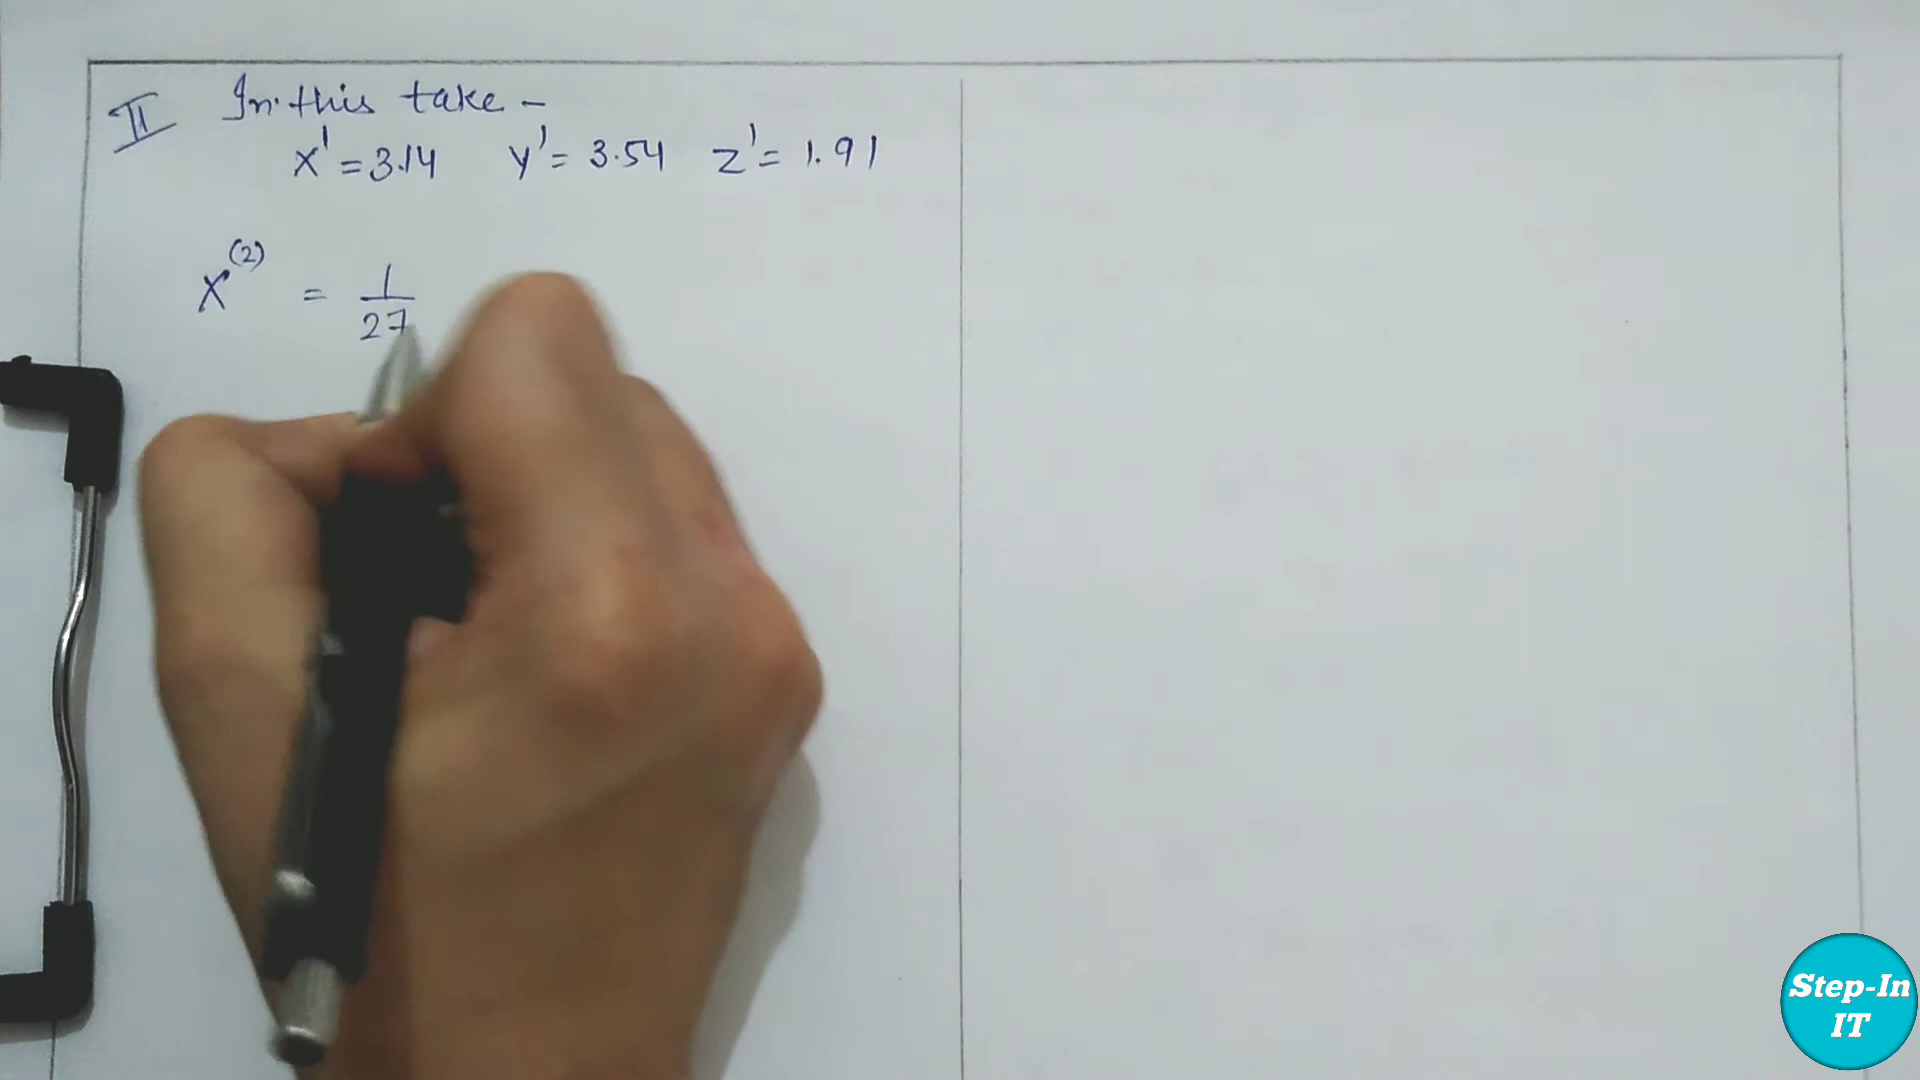 II In this take -
x' = 3.14 y' = 3.54 z' = 1.91
x(2) = 1/27
Step-In
IT